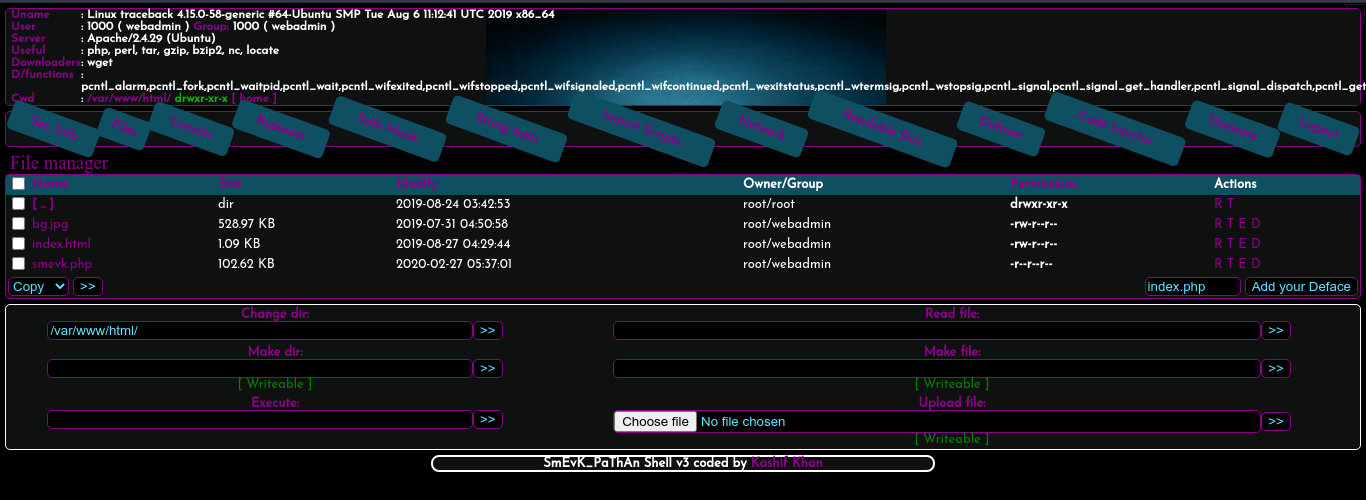 Uname : Linux traceback 4.15.0-58-generic #64-Ubuntu SMP Tue Aug 6 11:12:41 UTC 2019 x86_64
User : 1000 ( webadmin ) Group: 1000 ( webadmin )
Server : Apache/2.4.29 (Ubuntu)
Useful : php, perl, tar, gzip, bzip2, nc, locate
Downloaders : wget
D/functions :
pcntl_alarm,pcntl_fork,pcntl_waitpid,pcntl_wait,pcntl_wifexited,pcntl_wifstopped,pcntl_wifsignaled,pcntl_wifcontinued,pcntl_wexitstatus,pcntl_wtermsig,pcntl_wstopsig,pcntl_signal,pcntl_signal_get_handler,pcntl_signal_dispatch,pcntl_get
Cwd : /var/www/html/ drwxr-xr-x [ home ]
Sec. Info Files Console Bypasser Safe Mode String tools Import Scripts Network Readable Dirs Defacer Code Injector Domains Logout
File manager
Name Size Modify Owner/Group Permissions Actions
[ .. ] dir 2019-08-24 03:42:53 root/root drwxr-xr-x R T
bg.jpg 528.97 KB 2019-07-31 04:50:58 root/webadmin -rw-r--r-- R T E D
index.html 1.09 KB 2019-08-27 04:29:44 root/webadmin -rw-r--r-- R T E D
smevk.php 102.62 KB 2020-02-27 05:37:01 root/webadmin -r--r--r-- R T E D
Copy >> index.php Add your Deface
Change dir: Read file:
/var/www/html/ >> >>
Make dir: Make file:
>> >>
[ Writeable ] [ Writeable ]
Execute: Upload file:
>> Choose file No file chosen >>
[ Writeable ]
SmEvK_PaThAn Shell v3 coded by Kashif Khan